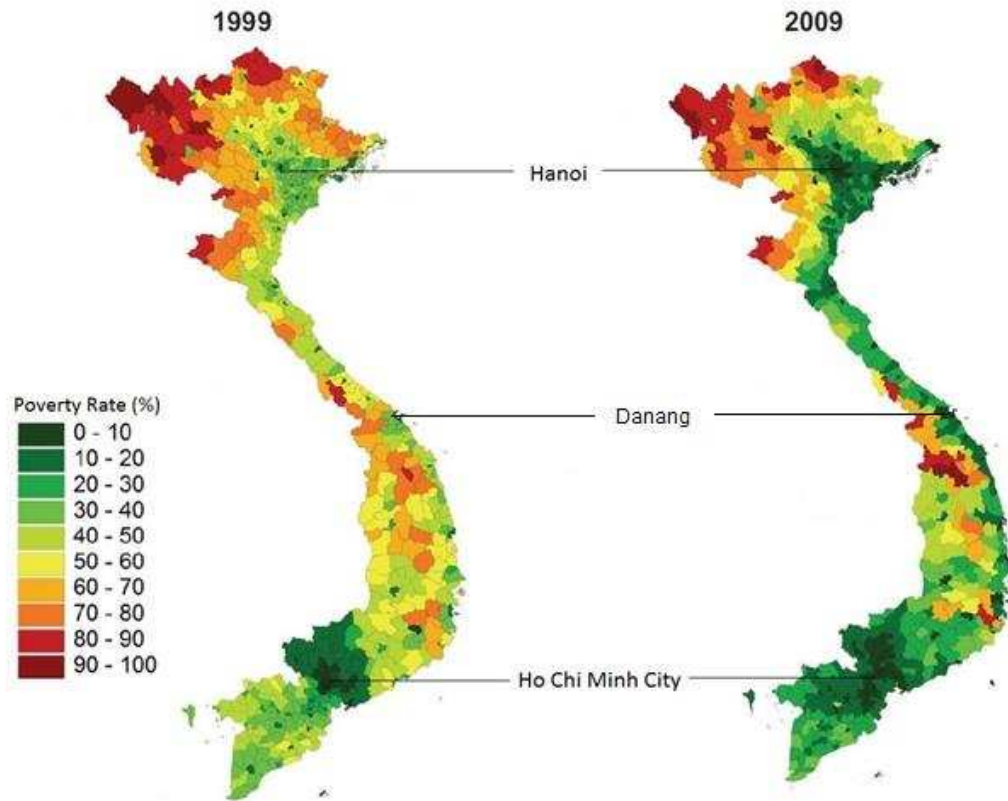 1999
2009
Hanoi
Danang
Poverty Rate (%)
0 - 10
10 - 20
20 - 30
30 - 40
40 - 50
50 - 60
60 - 70
70 - 80
80 - 90
90 - 100
Ho Chi Minh City